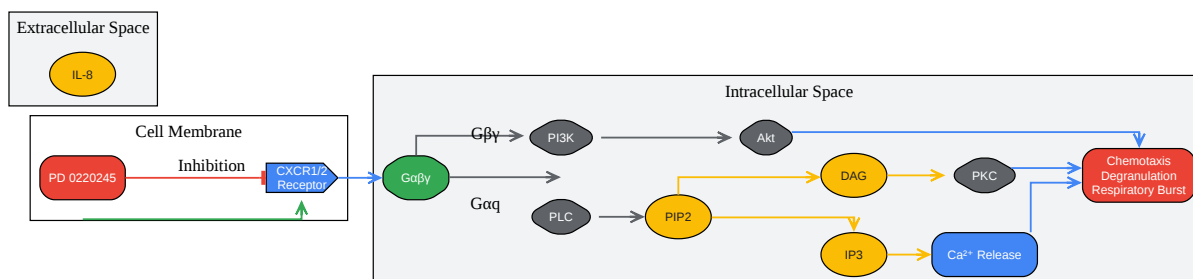 Extracellular Space
IL-8
Cell Membrane
PD 0220245
Inhibition
CXCR1/2
Receptor
Intracellular Space
Gαβγ
Gβγ
PI3K
Akt
Gαq
PLC
PIP2
DAG
PKC
IP3
Ca²⁺ Release
Chemotaxis
Degranulation
Respiratory Burst